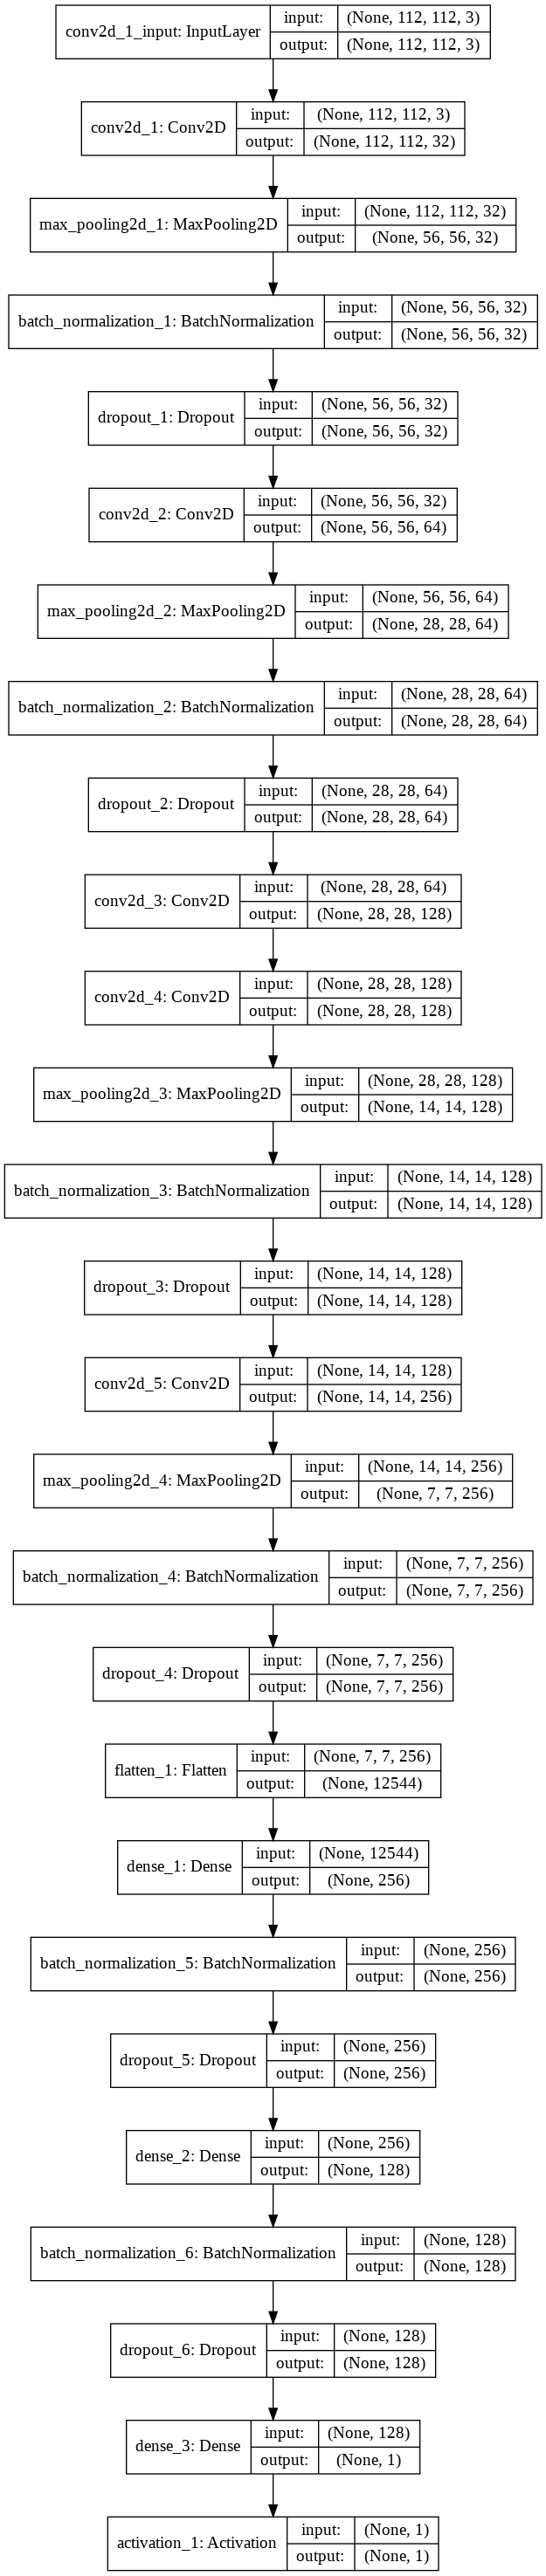 conv2d_1_input: InputLayer input: (None, 112, 112, 3)
output: (None, 112, 112, 3)
conv2d_1: Conv2D input: (None, 112, 112, 3)
output: (None, 112, 112, 32)
max_pooling2d_1: MaxPooling2D input: (None, 112, 112, 32)
output: (None, 56, 56, 32)
batch_normalization_1: BatchNormalization input: (None, 56, 56, 32)
output: (None, 56, 56, 32)
dropout_1: Dropout input: (None, 56, 56, 32)
output: (None, 56, 56, 32)
conv2d_2: Conv2D input: (None, 56, 56, 32)
output: (None, 56, 56, 64)
max_pooling2d_2: MaxPooling2D input: (None, 56, 56, 64)
output: (None, 28, 28, 64)
batch_normalization_2: BatchNormalization input: (None, 28, 28, 64)
output: (None, 28, 28, 64)
dropout_2: Dropout input: (None, 28, 28, 64)
output: (None, 28, 28, 64)
conv2d_3: Conv2D input: (None, 28, 28, 64)
output: (None, 28, 28, 128)
conv2d_4: Conv2D input: (None, 28, 28, 128)
output: (None, 28, 28, 128)
max_pooling2d_3: MaxPooling2D input: (None, 28, 28, 128)
output: (None, 14, 14, 128)
batch_normalization_3: BatchNormalization input: (None, 14, 14, 128)
output: (None, 14, 14, 128)
dropout_3: Dropout input: (None, 14, 14, 128)
output: (None, 14, 14, 128)
conv2d_5: Conv2D input: (None, 14, 14, 128)
output: (None, 14, 14, 256)
max_pooling2d_4: MaxPooling2D input: (None, 14, 14, 256)
output: (None, 7, 7, 256)
batch_normalization_4: BatchNormalization input: (None, 7, 7, 256)
output: (None, 7, 7, 256)
dropout_4: Dropout input: (None, 7, 7, 256)
output: (None, 7, 7, 256)
flatten_1: Flatten input: (None, 7, 7, 256)
output: (None, 12544)
dense_1: Dense input: (None, 12544)
output: (None, 256)
batch_normalization_5: BatchNormalization input: (None, 256)
output: (None, 256)
dropout_5: Dropout input: (None, 256)
output: (None, 256)
dense_2: Dense input: (None, 256)
output: (None, 128)
batch_normalization_6: BatchNormalization input: (None, 128)
output: (None, 128)
dropout_6: Dropout input: (None, 128)
output: (None, 128)
dense_3: Dense input: (None, 128)
output: (None, 1)
activation_1: Activation input: (None, 1)
output: (None, 1)